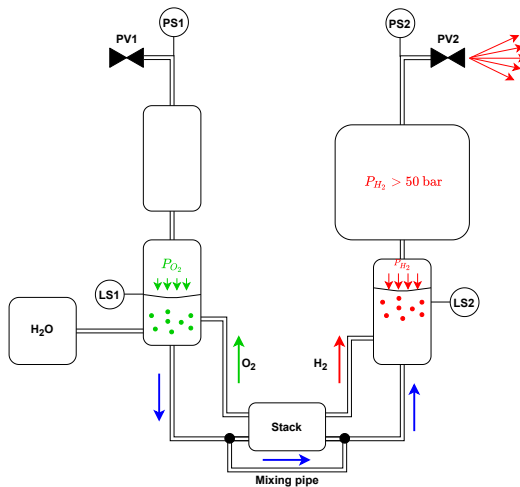 PS1
PS2
PV1
PV2
P_{H_2} > 50 bar
P_{O_2}
P_{H_2}
LS1
LS2
H₂O
O₂
H₂
Stack
Mixing pipe